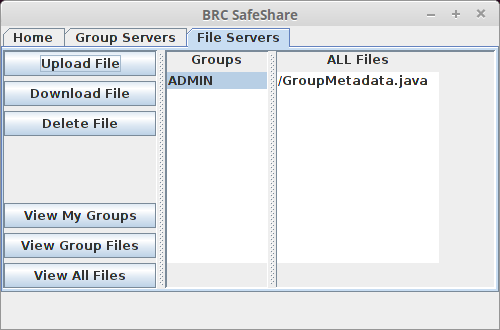 BRC SafeShare
Home Group Servers File Servers
Upload File
Download File
Delete File
View My Groups
View Group Files
View All Files
Groups
ADMIN
ALL Files
/GroupMetadata.java